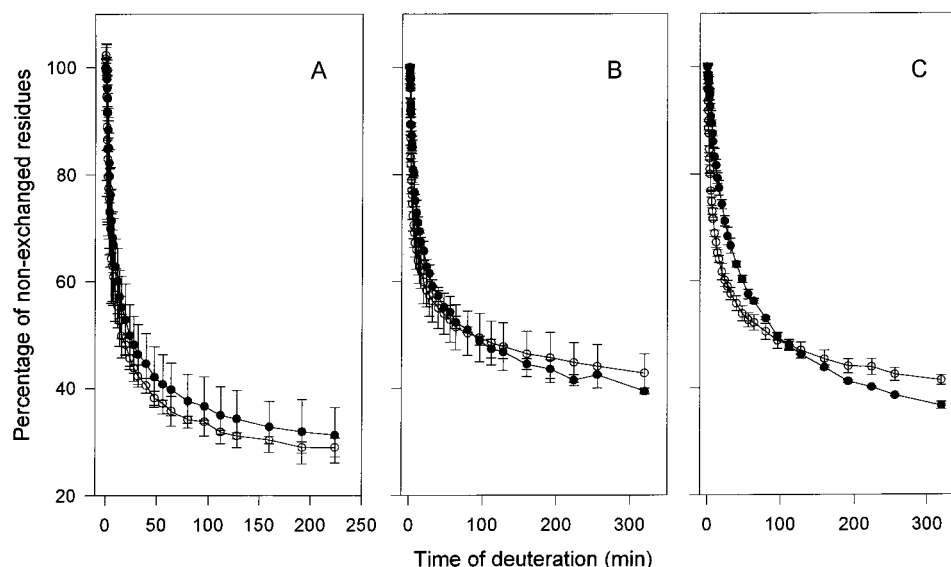 Percentage of non-exchanged residues
100
80
60
40
20
A
B
C
0 50 100 150 200 250
0 100 200 300
0 100 200 300
Time of deuteration (min)